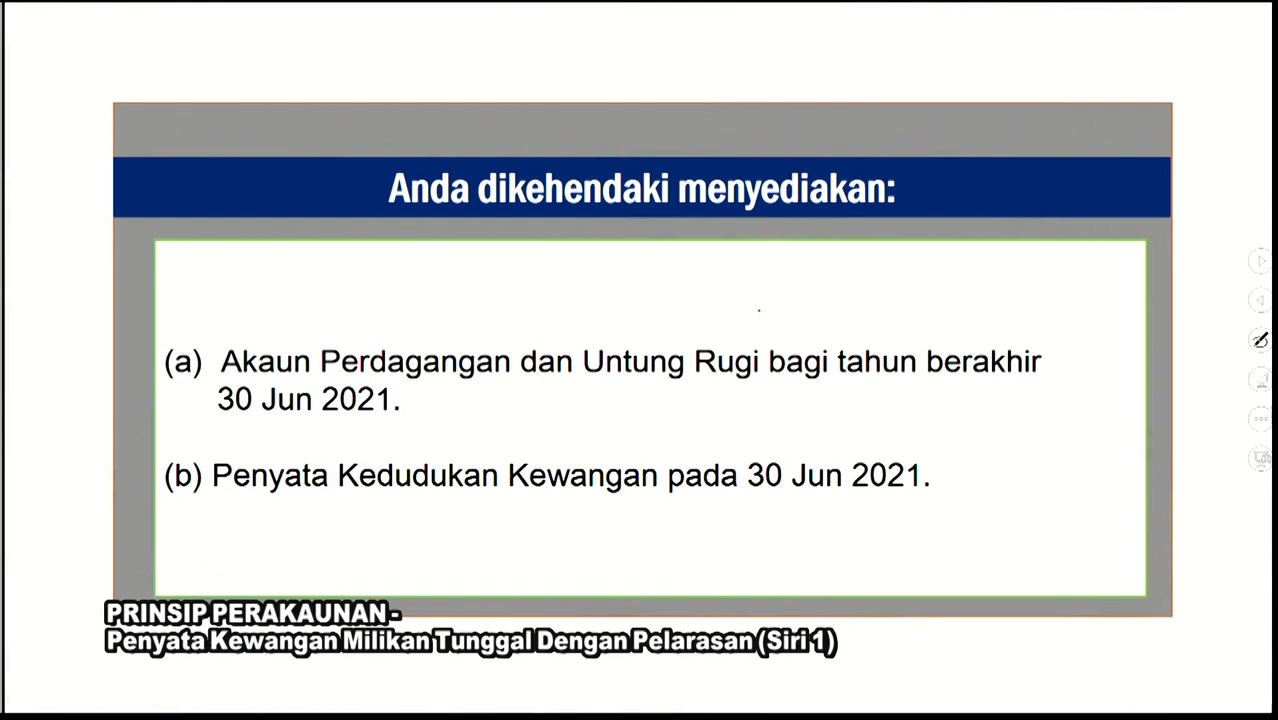 Anda dikehendaki menyediakan:
(a) Akaun Perdagangan dan Untung Rugi bagi tahun berakhir
30 Jun 2021.
(b) Penyata Kedudukan Kewangan pada 30 Jun 2021.
PRINSIP PERAKAUNAN -
Penyata Kewangan Milikan Tunggal Dengan Pelarasan (Siri 1)